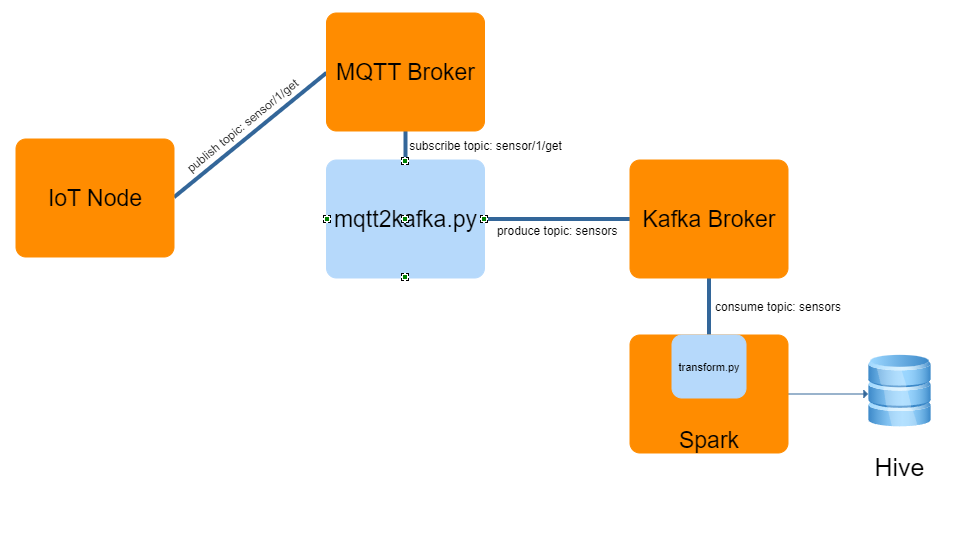 MQTT Broker
publish topic: sensor/1/get
subscribe topic: sensor/1/get
IoT Node
mqtt2kafka.py
produce topic: sensors
Kafka Broker
consume topic: sensors
transform.py
Spark
Hive